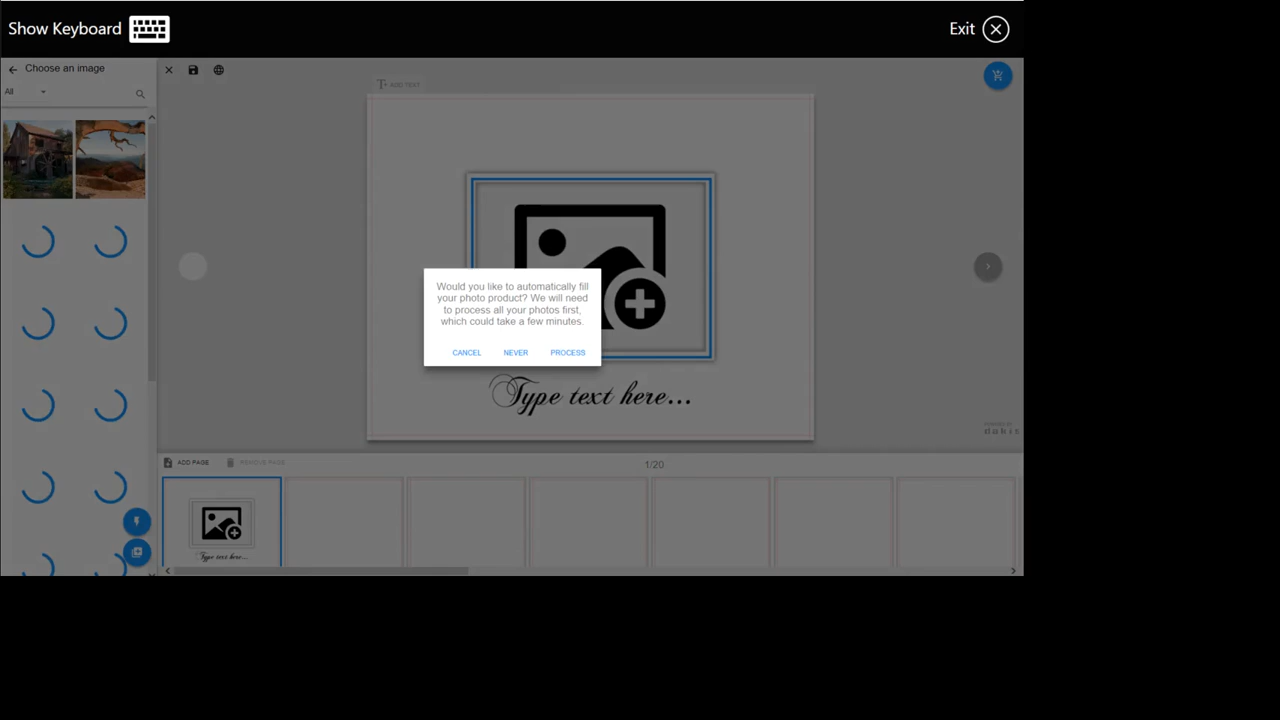 Show Keyboard
Exit
Choose an image
All
ADD TEXT
Would you like to automatically fill
your photo product? We will need
to process all your photos first,
which could take a few minutes.
CANCEL NEVER PROCESS
Type text here...
dakis
ADD PAGE
REMOVE PAGE
1/20
Type text here...